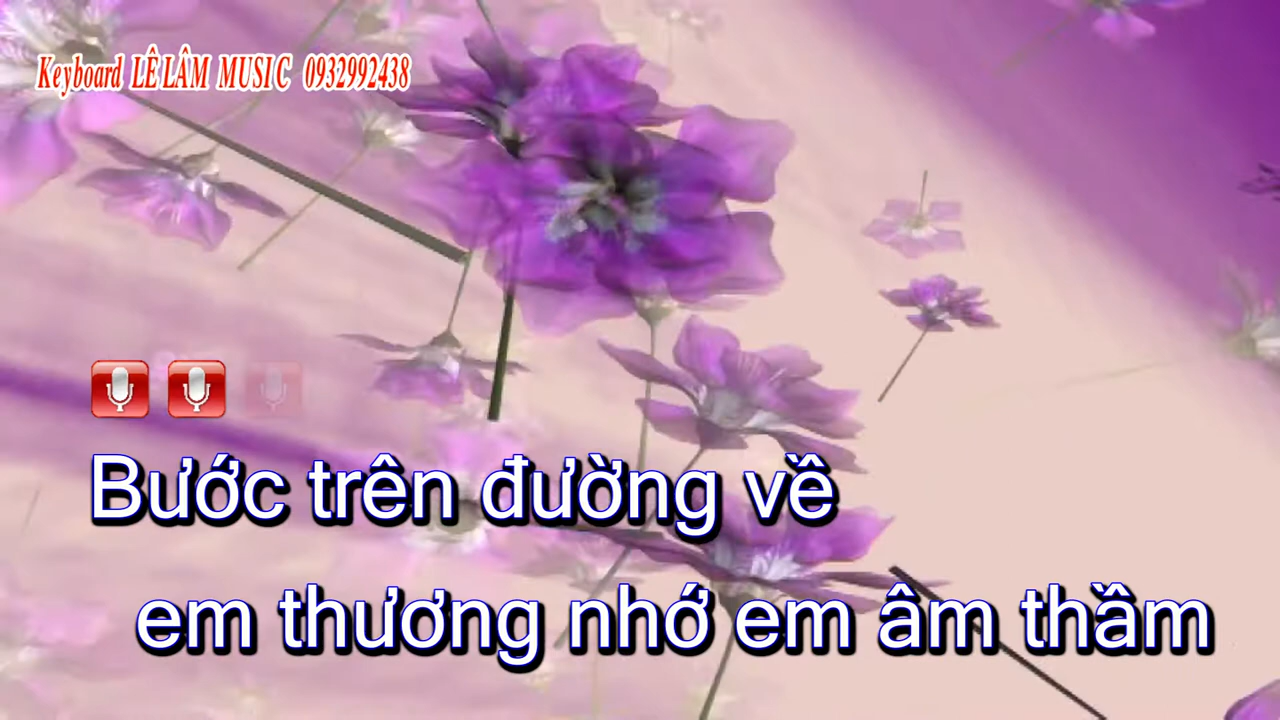 Keyboard LÊ LÂM MUSIC 0932992438
Bước trên đường về
em thương nhớ em âm thầm